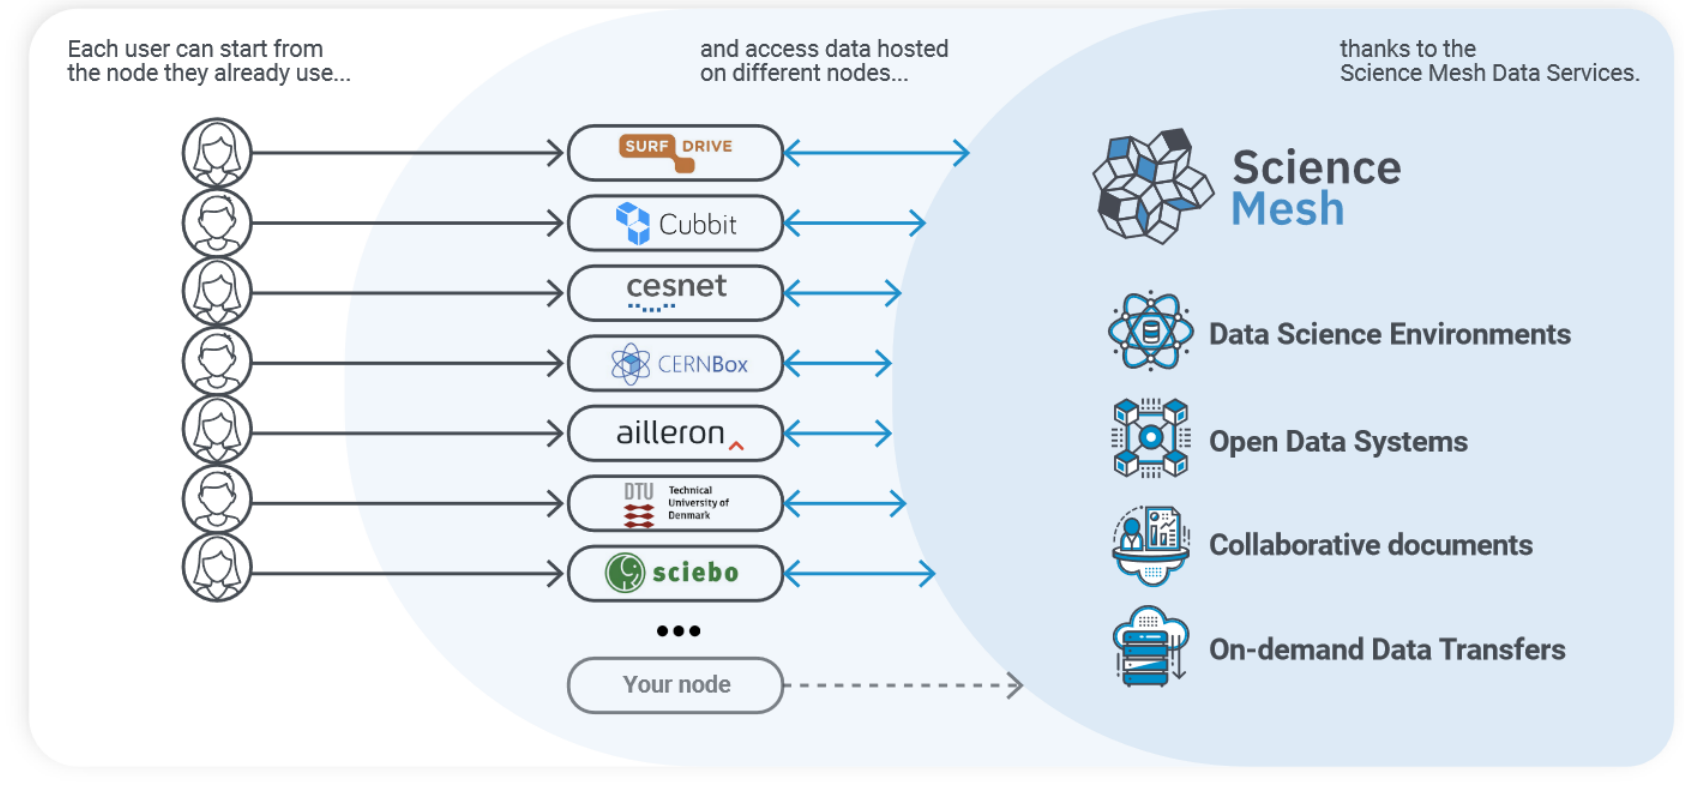 Each user can start from
the node they already use...
and access data hosted
on different nodes...
thanks to the
Science Mesh Data Services.
SURF DRIVE
Cubbit
cesnet
CERNBox
ailleron
DTU
Technical
University of
Denmark
sciebo
...
Your node
Science
Mesh
Data Science Environments
Open Data Systems
Collaborative documents
On-demand Data Transfers